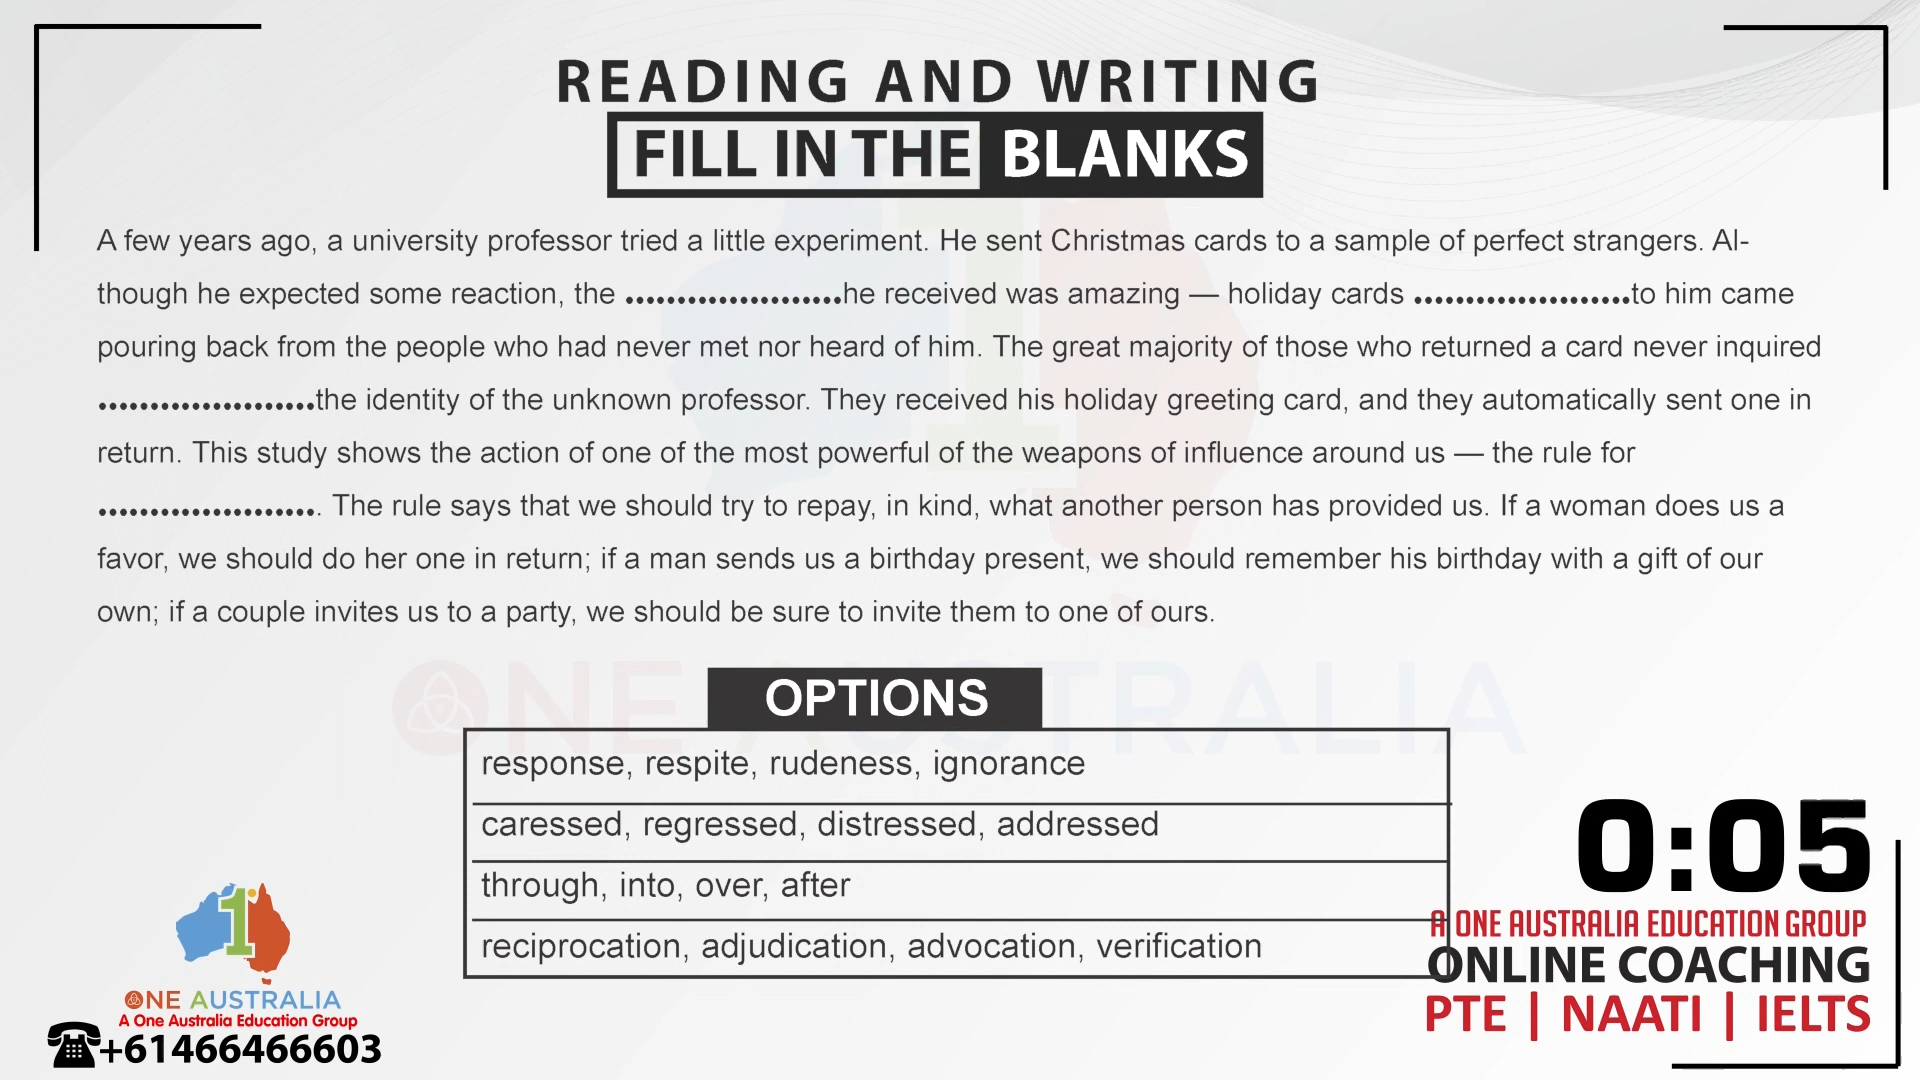 READING AND WRITING
FILL IN THE BLANKS
A few years ago, a university professor tried a little experiment. He sent Christmas cards to a sample of perfect strangers. Al-
though he expected some reaction, the .....................he received was amazing — holiday cards .....................to him came
pouring back from the people who had never met nor heard of him. The great majority of those who returned a card never inquired
.....................the identity of the unknown professor. They received his holiday greeting card, and they automatically sent one in
return. This study shows the action of one of the most powerful of the weapons of influence around us — the rule for
...................... The rule says that we should try to repay, in kind, what another person has provided us. If a woman does us a
favor, we should do her one in return; if a man sends us a birthday present, we should remember his birthday with a gift of our
own; if a couple invites us to a party, we should be sure to invite them to one of ours.
ONE AUSTRALIA
OPTIONS
response, respite, rudeness, ignorance
caressed, regressed, distressed, addressed
through, into, over, after
reciprocation, adjudication, advocation, verification
0:05
A ONE AUSTRALIA EDUCATION GROUP
ONLINE COACHING
PTE | NAATI | IELTS
1
ONE AUSTRALIA
A One Australia Education Group
+61466466603